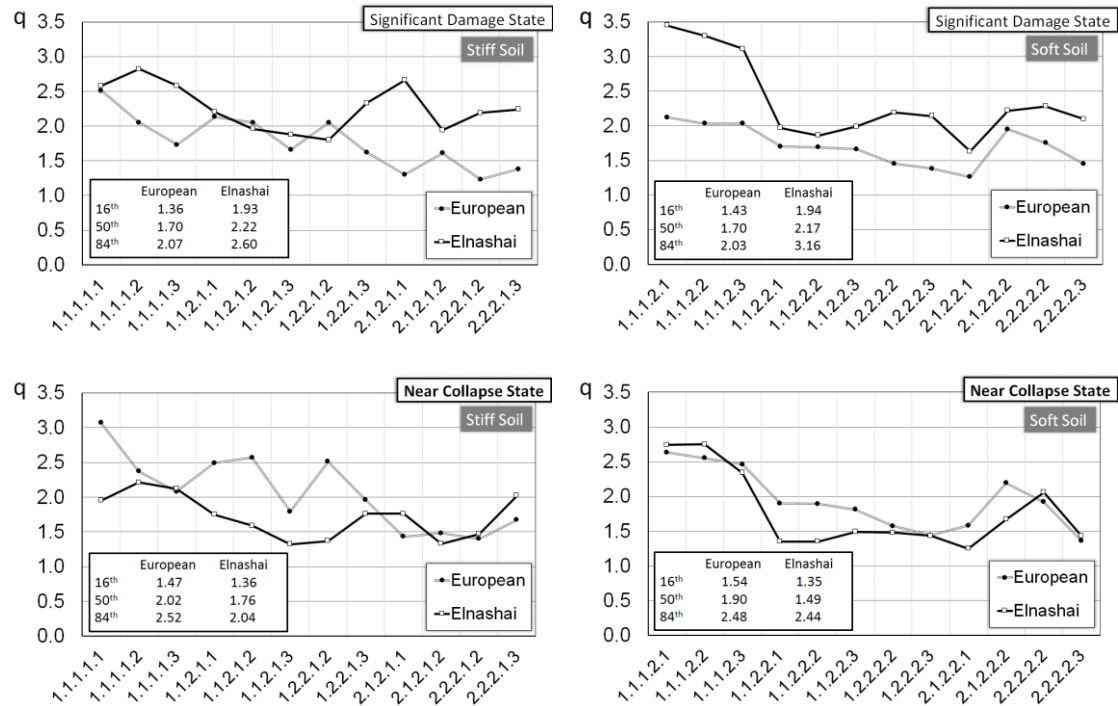 q
3.5
3.0
2.5
2.0
1.5
1.0
0.5
0.0
Significant Damage State
Stiff Soil
European Elnashai
16th 1.36 1.93
50th 1.70 2.22
84th 2.07 2.60
European
Elnashai
1.1.1.1.1
1.1.1.1.2
1.1.1.1.3
1.1.2.1.1
1.1.2.1.2
1.1.2.1.3
1.2.2.1.2
1.2.2.1.3
2.1.2.1.1
2.1.2.1.2
2.2.2.1.2
2.2.2.1.3
q
3.5
3.0
2.5
2.0
1.5
1.0
0.5
0.0
Significant Damage State
Soft Soil
European Elnashai
16th 1.43 1.94
50th 1.70 2.17
84th 2.03 3.16
European
Elnashai
1.1.1.2.1
1.1.1.2.2
1.1.1.2.3
1.1.2.2.1
1.1.2.2.2
1.1.2.2.3
1.2.2.2.2
1.2.2.2.3
2.1.2.2.1
2.1.2.2.2
2.2.2.2.2
2.2.2.2.3
q
3.5
3.0
2.5
2.0
1.5
1.0
0.5
0.0
Near Collapse State
Stiff Soil
European Elnashai
16th 1.47 1.36
50th 2.02 1.76
84th 2.52 2.04
European
Elnashai
1.1.1.1.1
1.1.1.1.2
1.1.1.1.3
1.1.2.1.1
1.1.2.1.2
1.1.2.1.3
1.2.2.1.2
1.2.2.1.3
2.1.2.1.1
2.1.2.1.2
2.2.2.1.2
2.2.2.1.3
q
3.5
3.0
2.5
2.0
1.5
1.0
0.5
0.0
Near Collapse State
Soft Soil
European Elnashai
16th 1.54 1.35
50th 1.90 1.49
84th 2.48 2.44
European
Elnashai
1.1.1.2.1
1.1.1.2.2
1.1.1.2.3
1.1.2.2.1
1.1.2.2.2
1.1.2.2.3
1.2.2.2.2
1.2.2.2.3
2.1.2.2.1
2.1.2.2.2
2.2.2.2.2
2.2.2.2.3